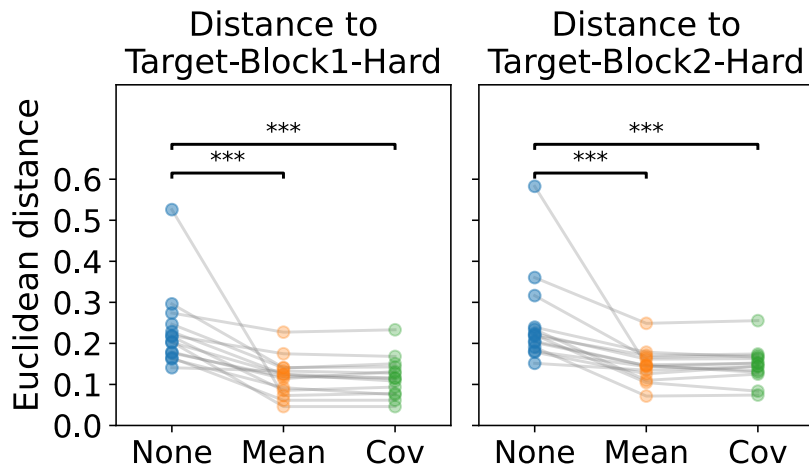 Distance to
Target-Block1-Hard
Distance to
Target-Block2-Hard
Euclidean distance
0.6
0.5
0.4
0.3
0.2
0.1
0.0
***
***
***
***
None Mean Cov
None Mean Cov